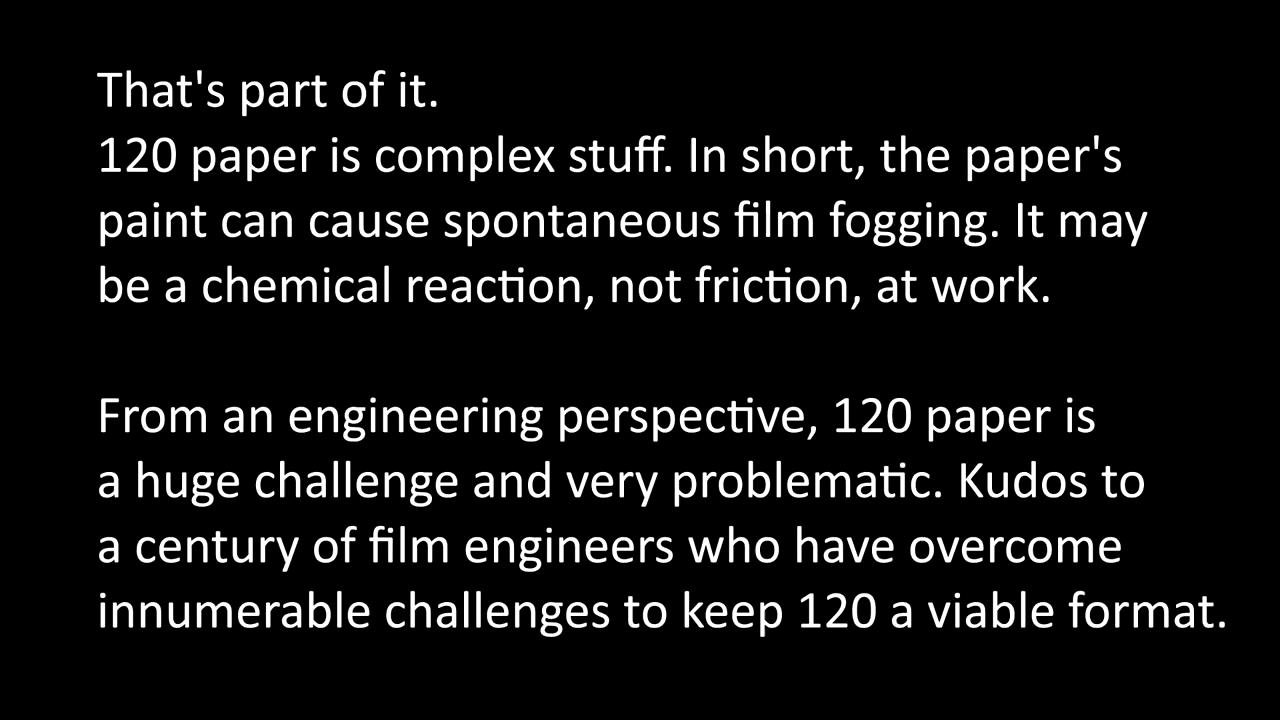 That's part of it.
120 paper is complex stuff. In short, the paper's
paint can cause spontaneous film fogging. It may
be a chemical reaction, not friction, at work.
From an engineering perspective, 120 paper is
a huge challenge and very problematic. Kudos to
a century of film engineers who have overcome
innumerable challenges to keep 120 a viable format.